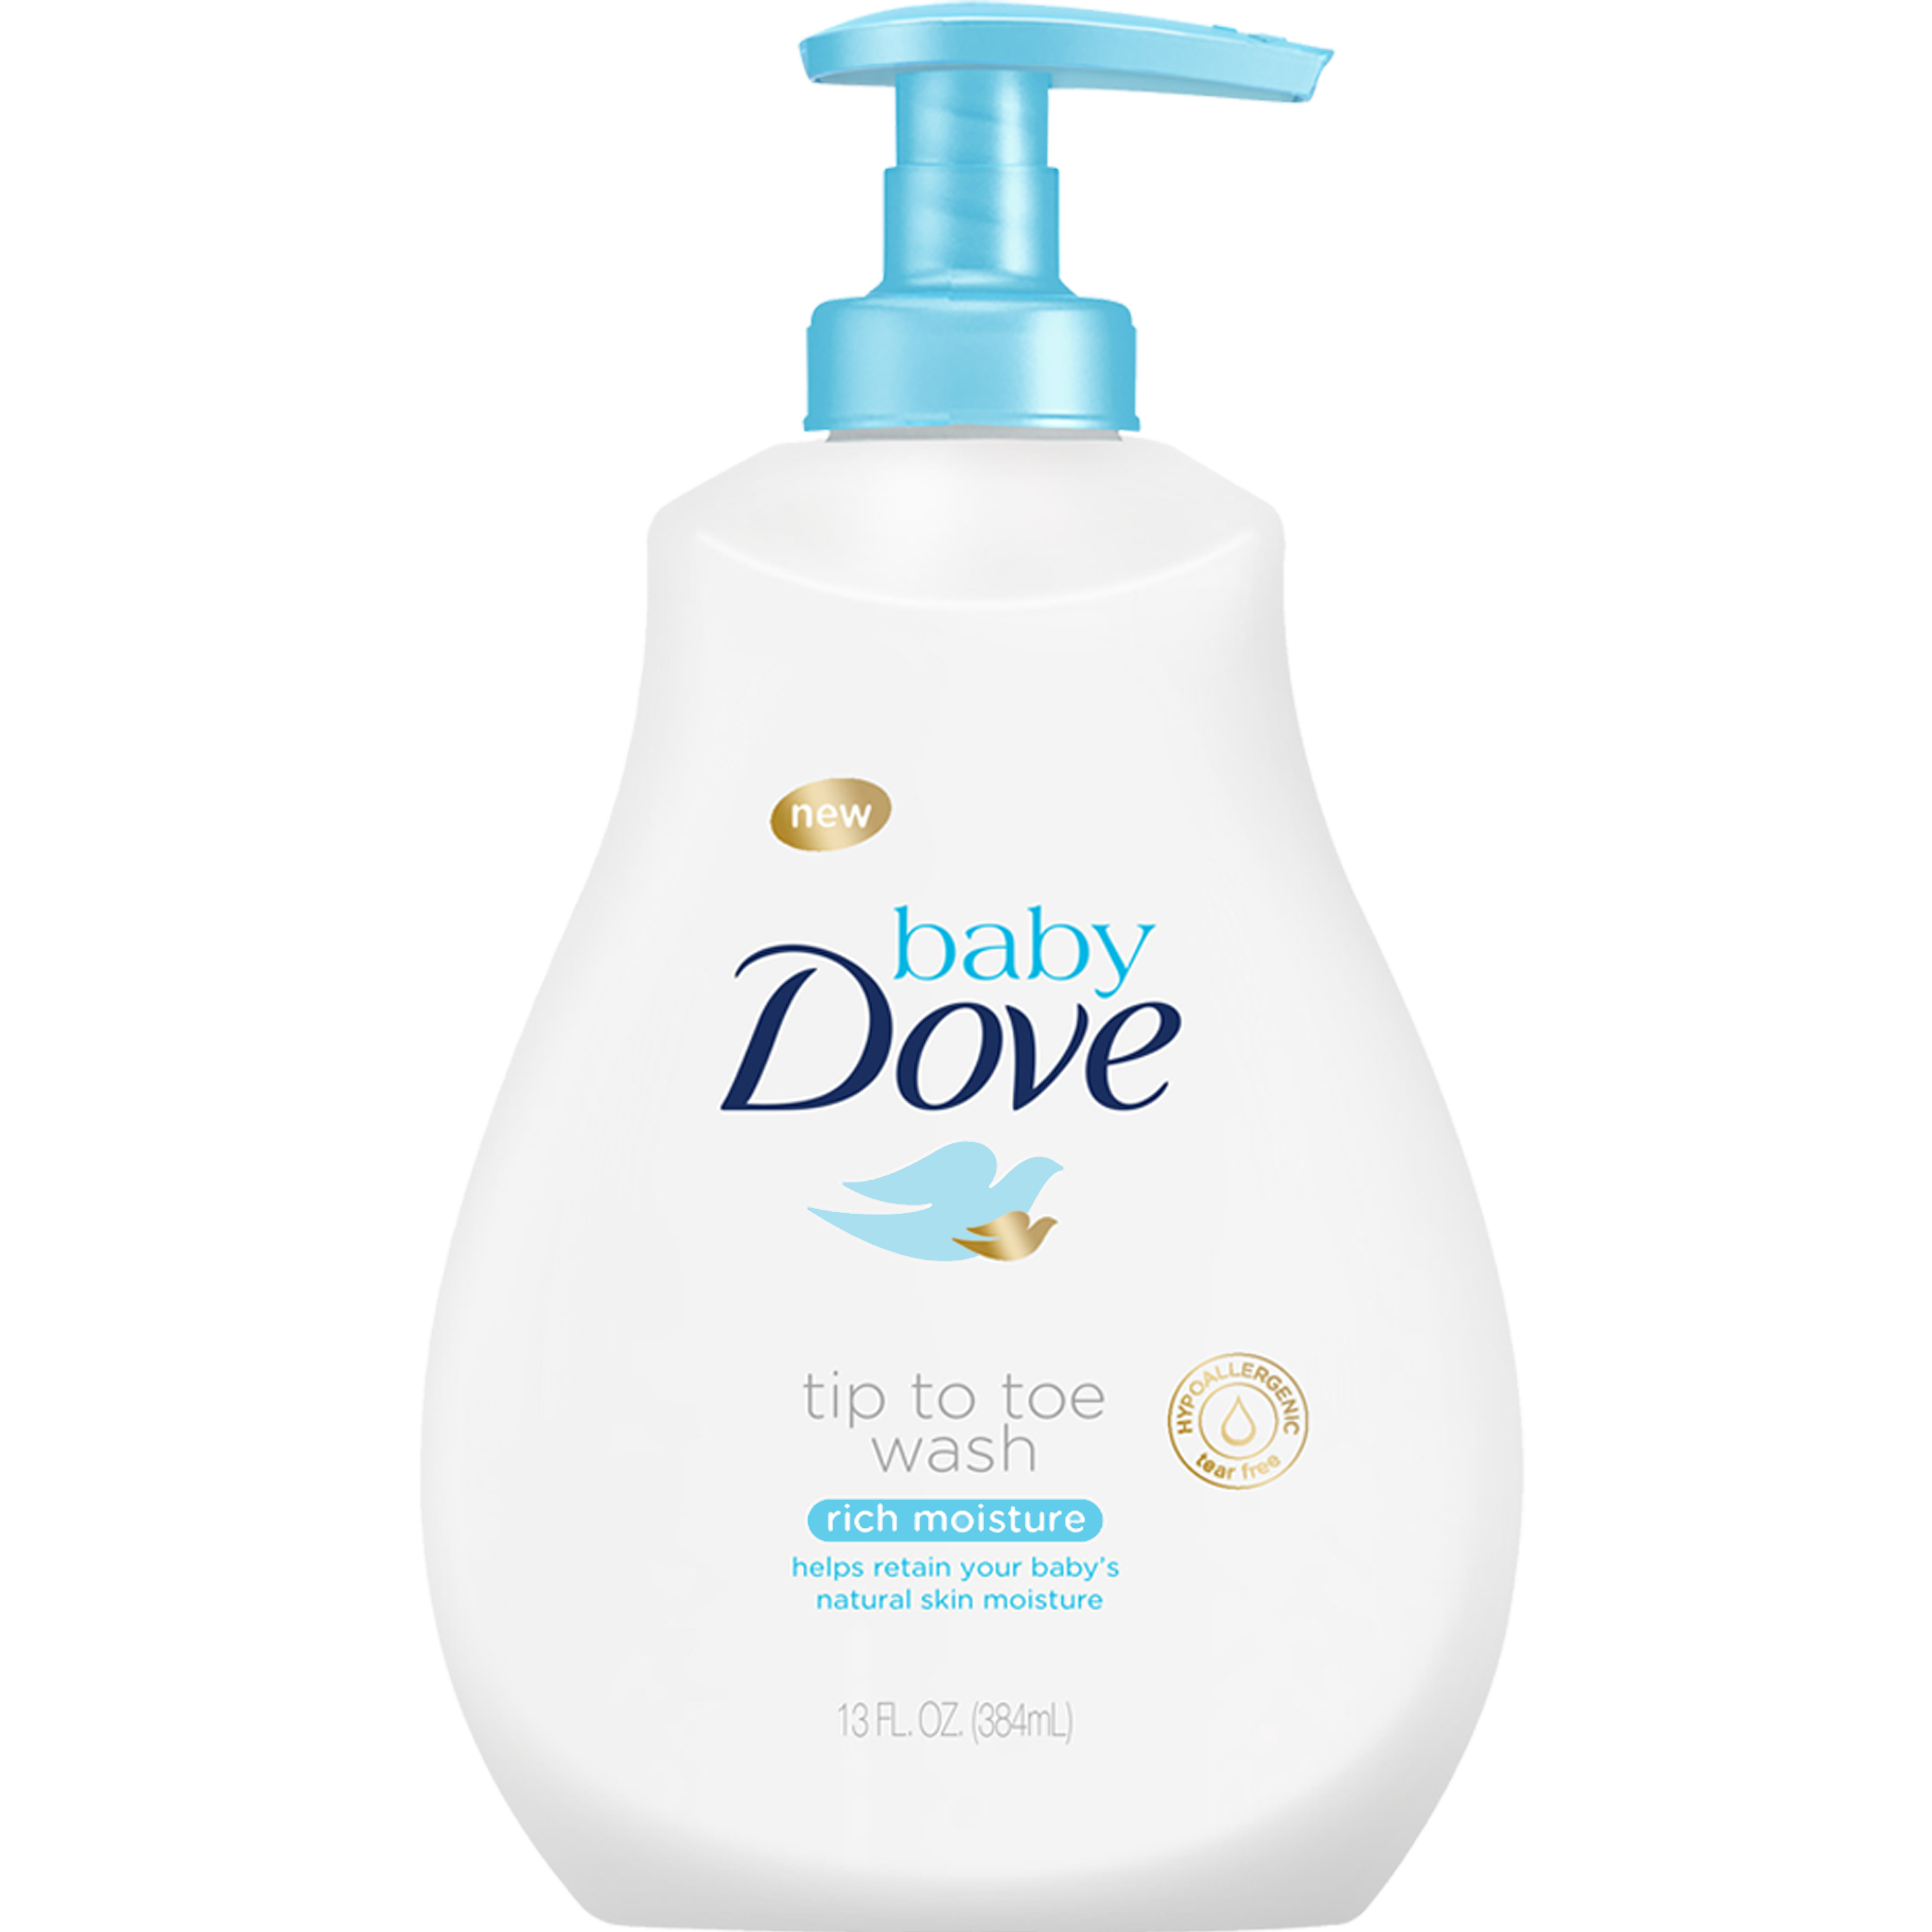 new
baby
Dove
tip to toe
wash
HYPOALLERGENIC
tear free
rich moisture
helps retain your baby's
natural skin moisture
13 FL. OZ. (384mL)